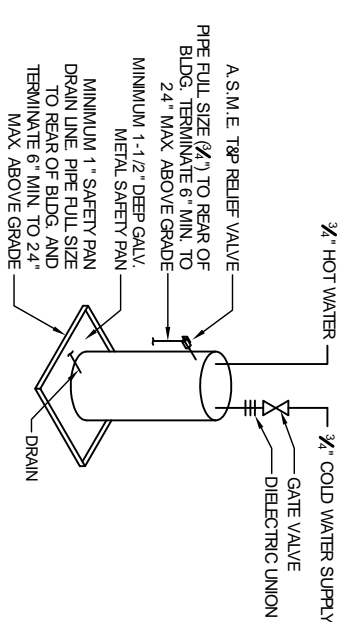 ¾" HOT WATER
¾" COLD WATER SUPPLY
GATE VALVE
DIELECTRIC UNION
A.S.M.E. T&P RELIEF VALVE
PIPE FULL SIZE (¾") TO REAR OF
BLDG. TERMINATE 6" MIN. TO
24" MAX. ABOVE GRADE
MINIMUM 1-1/2" DEEP GALV.
METAL SAFETY PAN
MINIMUM 1" SAFETY PAN
DRAIN LINE. PIPE FULL SIZE
TO REAR OF BLDG. AND
TERMINATE 6" MIN. TO 24"
MAX. ABOVE GRADE
DRAIN